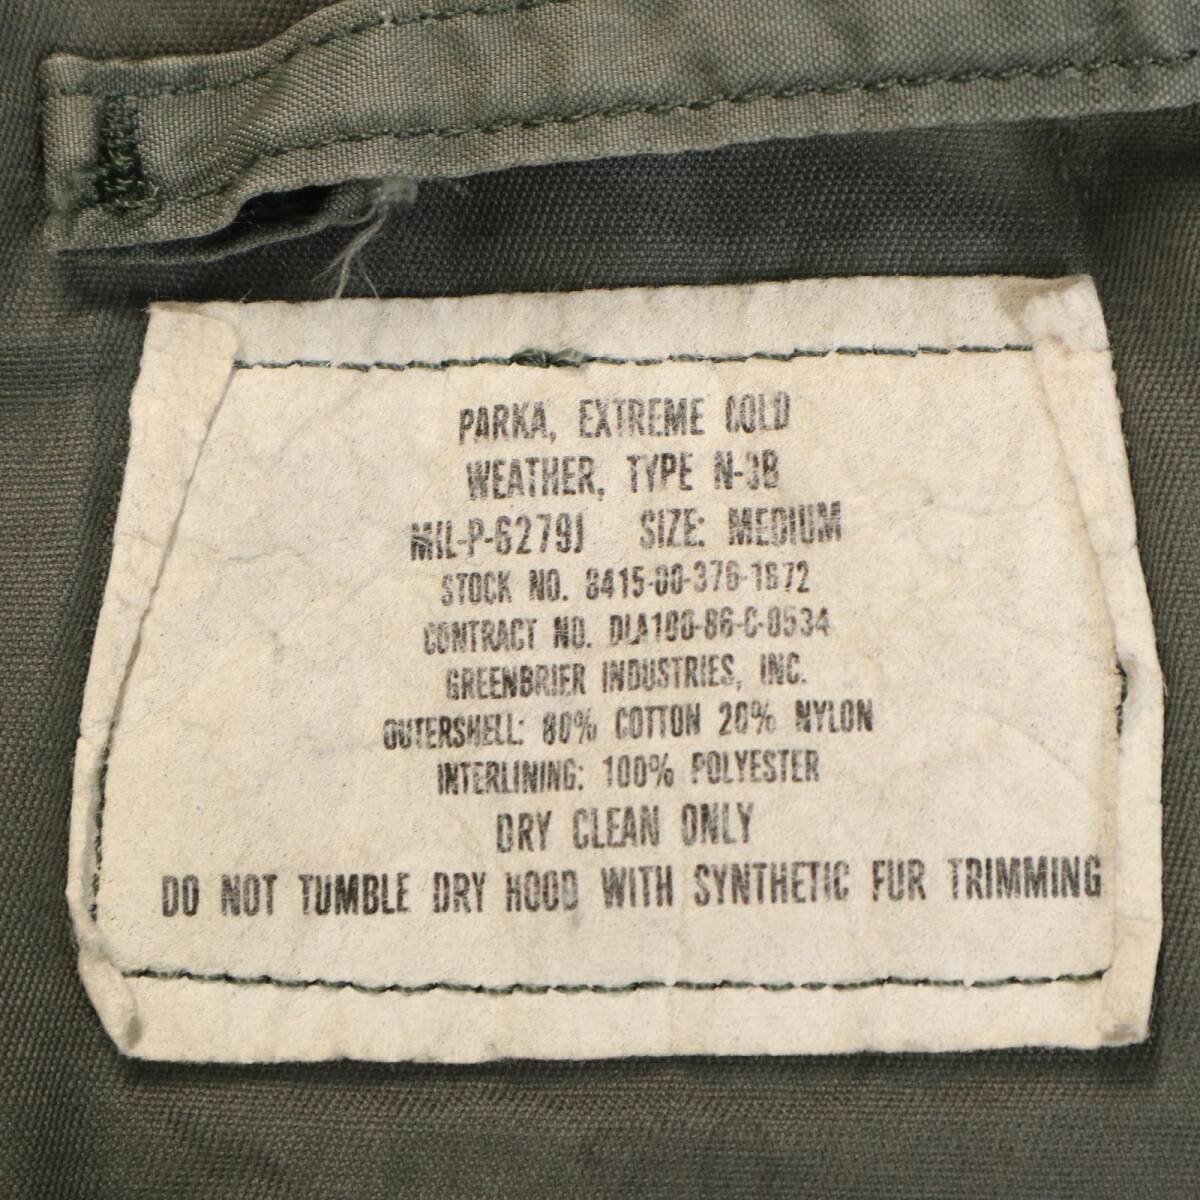 PARKA, EXTREME COLD
WEATHER, TYPE N-3B
MIL-P-6279J SIZE: MEDIUM
STOCK NO. 8415-00-376-1672
CONTRACT NO. DLA100-86-C-0534
GREENBRIER INDUSTRIES, INC.
OUTERSHELL: 80% COTTON 20% NYLON
INTERLINING: 100% POLYESTER
DRY CLEAN ONLY
DO NOT TUMBLE DRY HOOD WITH SYNTHETIC FUR TRIMMING